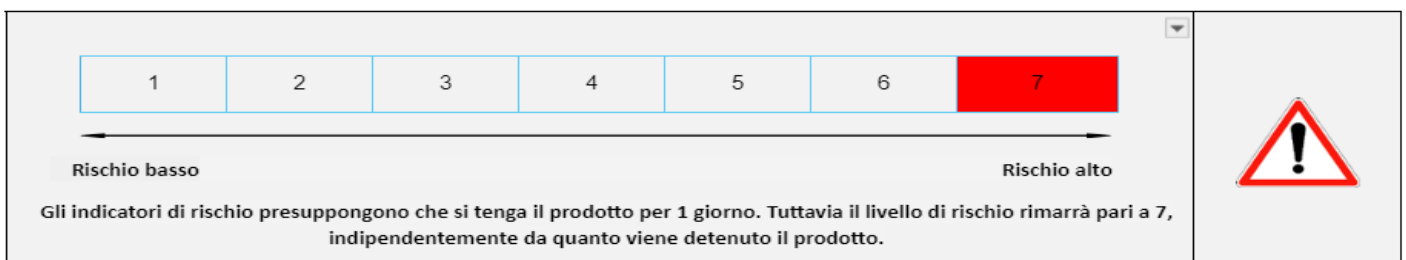 1 2 3 4 5 6 7
Rischio basso Rischio alto
Gli indicatori di rischio presuppongono che si tenga il prodotto per 1 giorno. Tuttavia il livello di rischio rimarrà pari a 7,
indipendentemente da quanto viene detenuto il prodotto.